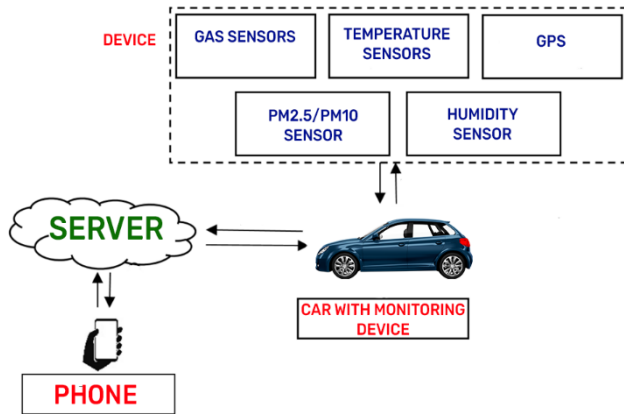 DEVICE
GAS SENSORS
TEMPERATURE
SENSORS
GPS
PM2.5/PM10
SENSOR
HUMIDITY
SENSOR
SERVER
CAR WITH MONITORING
DEVICE
PHONE